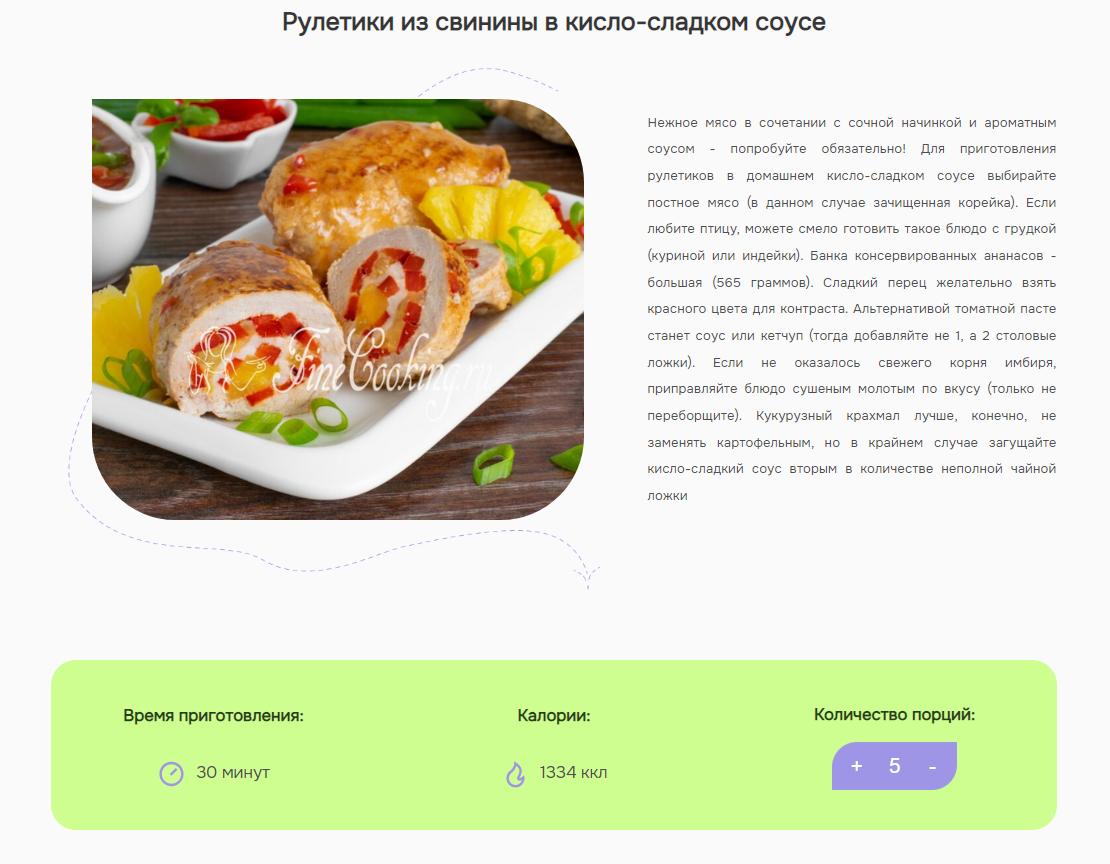 Рулетики из свинины в кисло-сладком соусе
FineCooking.ru
Нежное мясо в сочетании с сочной начинкой и ароматным
соусом - попробуйте обязательно! Для приготовления
рулетиков в домашнем кисло-сладком соусе выбирайте
постное мясо (в данном случае зачищенная корейка). Если
любите птицу, можете смело готовить такое блюдо с грудкой
(куриной или индейки). Банка консервированных ананасов -
большая (565 граммов). Сладкий перец желательно взять
красного цвета для контраста. Альтернативой томатной пасте
станет соус или кетчуп (тогда добавляйте не 1, а 2 столовые
ложки). Если не оказалось свежего корня имбиря,
приправляйте блюдо сушеным молотым по вкусу (только не
переборщите). Кукурузный крахмал лучше, конечно, не
заменять картофельным, но в крайнем случае загущайте
кисло-сладкий соус вторым в количестве неполной чайной
ложки
Время приготовления:
30 минут
Калории:
1334 ккл
Количество порций:
+ 5 -